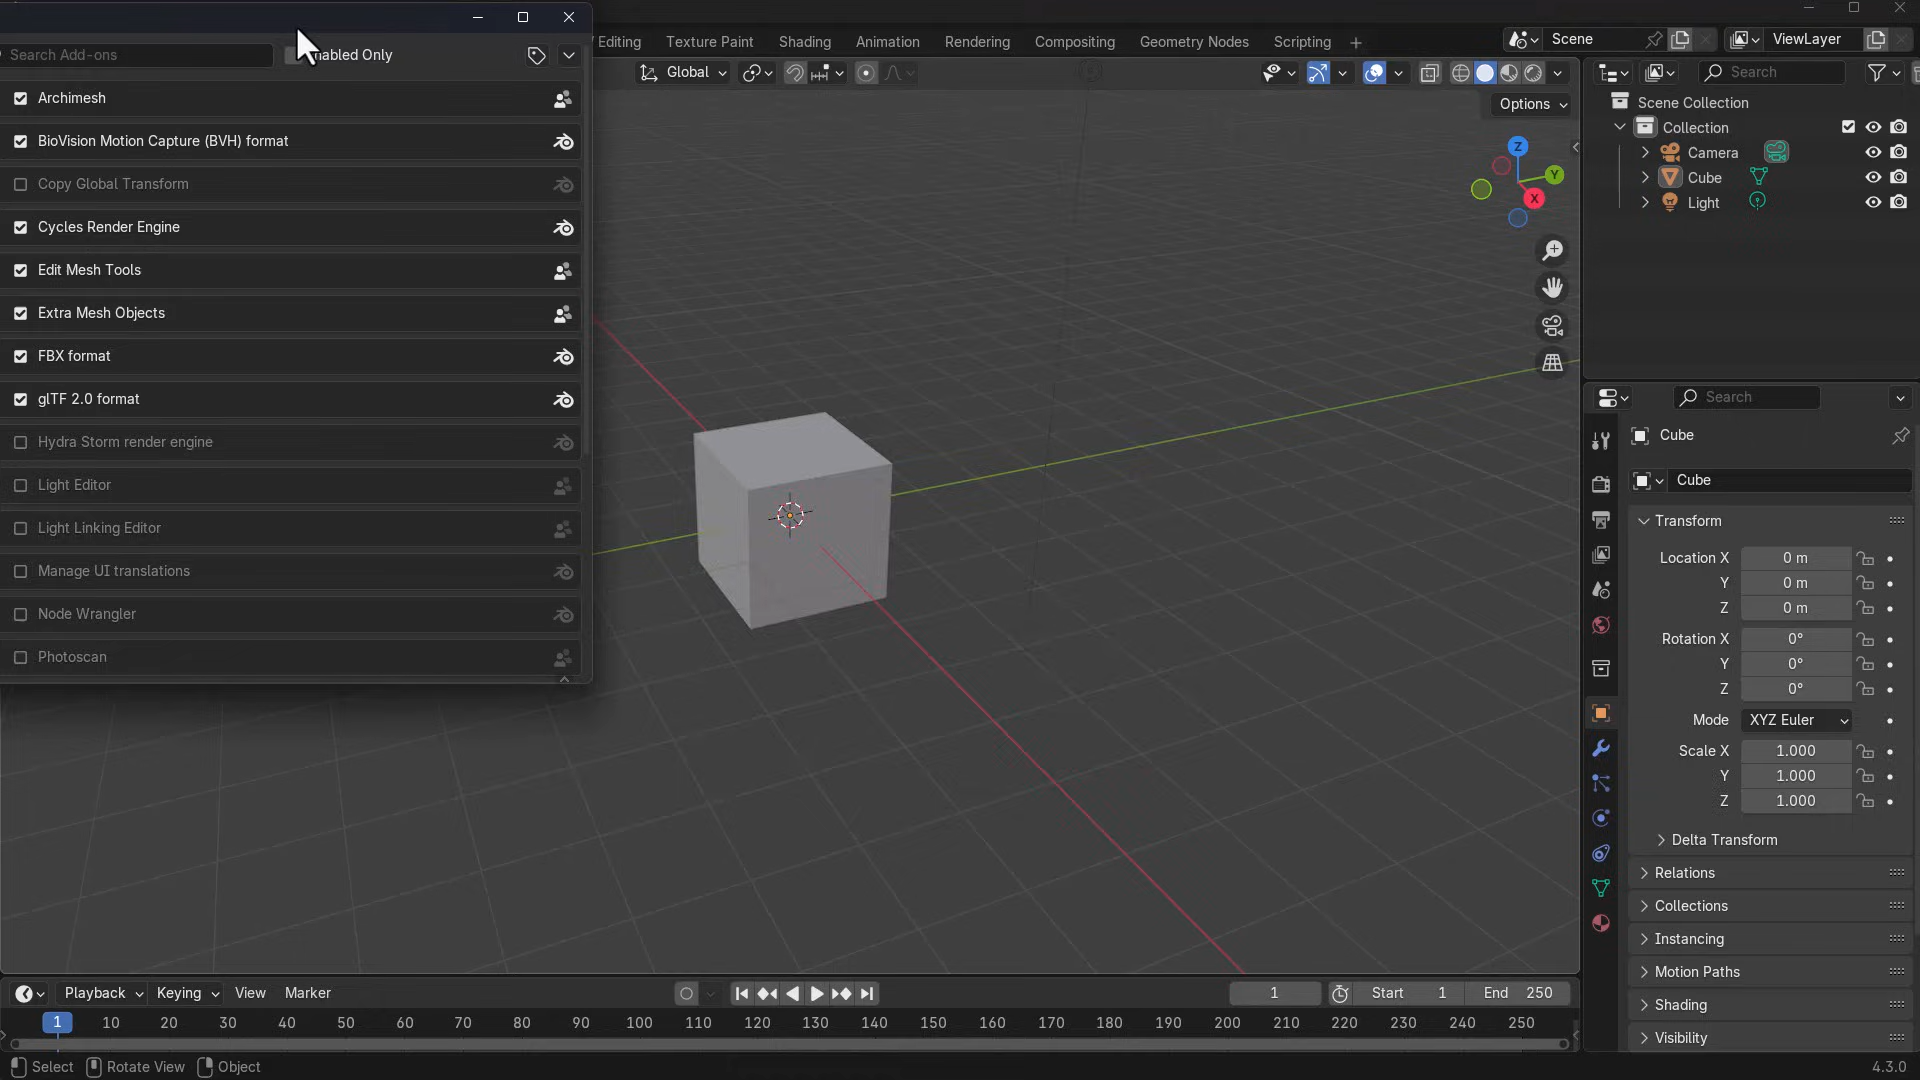 Search Add-ons
nabled Only
Archimesh
BioVision Motion Capture (BVH) format
Copy Global Transform
Cycles Render Engine
Edit Mesh Tools
Extra Mesh Objects
FBX format
glTF 2.0 format
Hydra Storm render engine
Light Editor
Light Linking Editor
Manage UI translations
Node Wrangler
Photoscan
Editing Texture Paint Shading Animation Rendering Compositing Geometry Nodes Scripting +
Scene
ViewLayer
Global
Options
Z
Y
X
Search
Scene Collection
Collection
Camera
Cube
Light
Search
Cube
Cube
Transform
Location X 0 m
Y 0 m
Z 0 m
Rotation X 0°
Y 0°
Z 0°
Mode XYZ Euler
Scale X 1.000
Y 1.000
Z 1.000
Delta Transform
Relations
Collections
Instancing
Motion Paths
Shading
Visibility
Playback Keying View Marker
1 Start 1 End 250
1 10 20 30 40 50 60 70 80 90 100 110 120 130 140 150 160 170 180 190 200 210 220 230 240 250
Select Rotate View Object
4.3.0